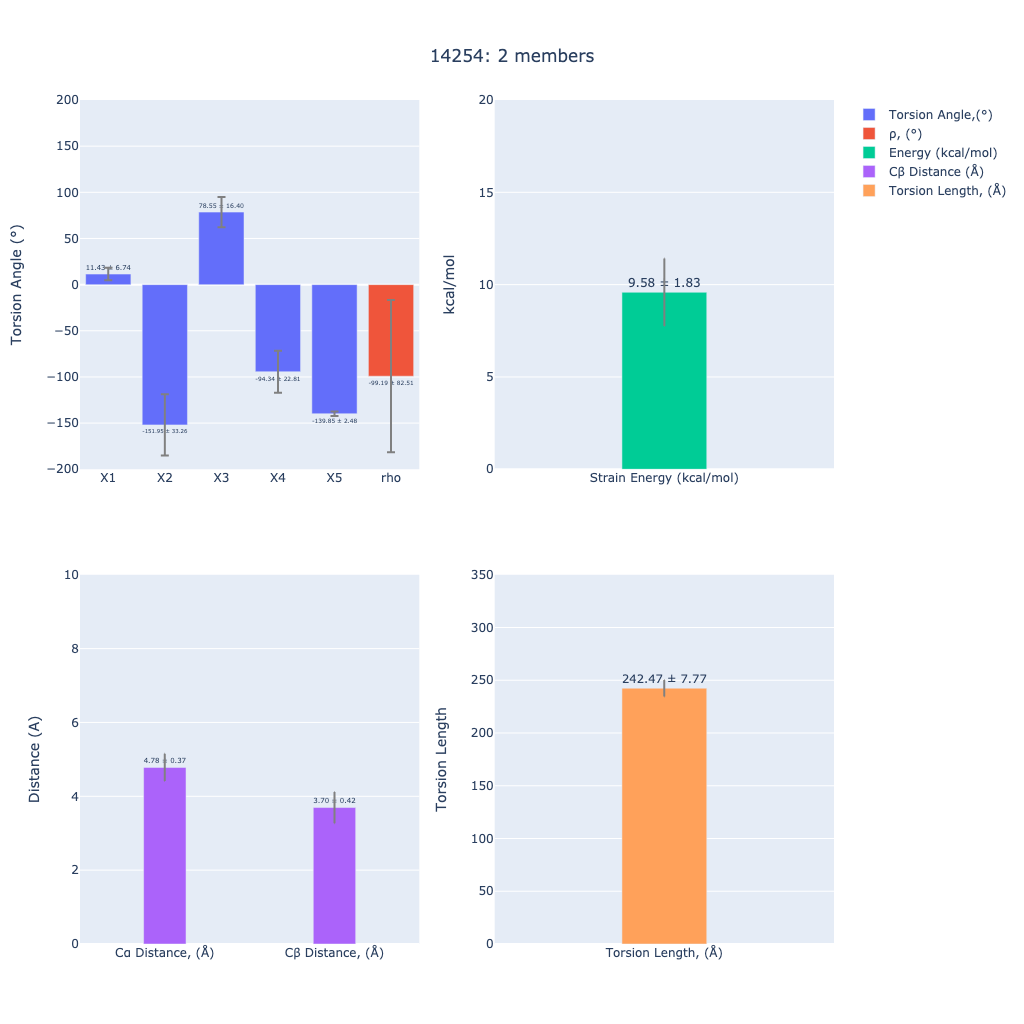 14254: 2 members
Torsion Angle (°)
200
150
100
50
0
−50
−100
−150
−200
11.43 ± 6.74
-151.95 ± 33.26
78.55 ± 16.40
-94.34 ± 22.81
-139.85 ± 2.48
-99.19 ± 82.51
X1 X2 X3 X4 X5 rho
kcal/mol
20
15
10
5
0
9.58 ± 1.83
Strain Energy (kcal/mol)
Torsion Angle,(°)
ρ, (°)
Energy (kcal/mol)
Cβ Distance (Å)
Torsion Length, (Å)
Distance (A)
10
8
6
4
2
0
4.78 ± 0.37
3.70 ± 0.42
Cα Distance, (Å) Cβ Distance, (Å)
Torsion Length
350
300
250
200
150
100
50
0
242.47 ± 7.77
Torsion Length, (Å)